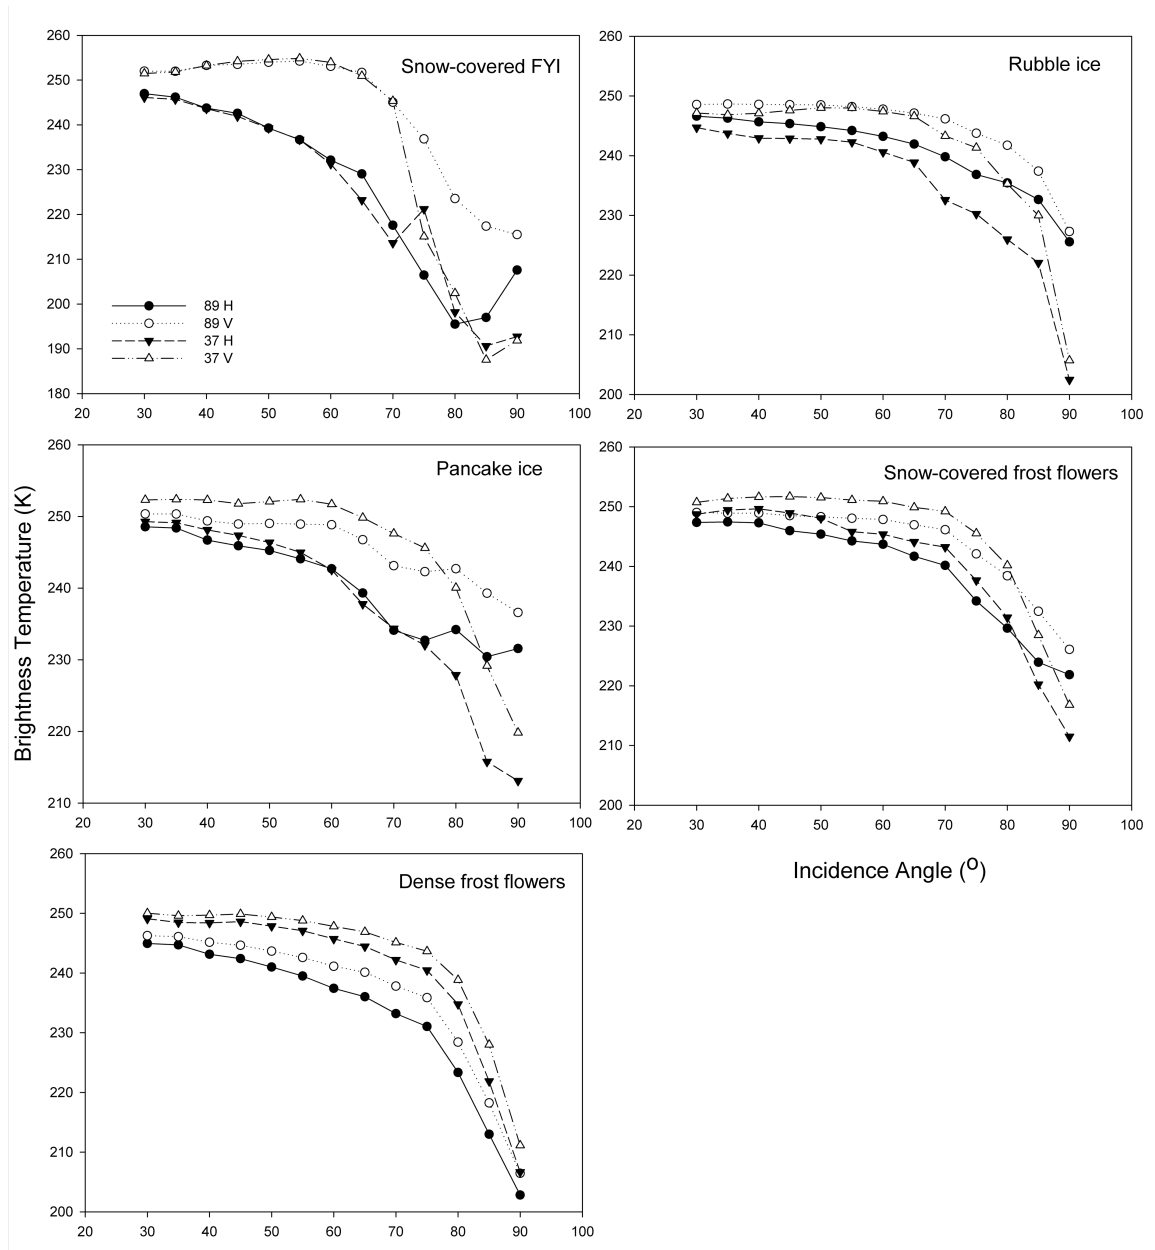 260
250
240
230
220
210
200
190
180
20 30 40 50 60 70 80 90 100
Snow-covered FYI
89 H
89 V
37 H
37 V
260
250
240
230
220
210
200
20 30 40 50 60 70 80 90 100
Rubble ice
Brightness Temperature (K)
260
250
240
230
220
210
20 30 40 50 60 70 80 90 100
Pancake ice
260
250
240
230
220
210
200
20 30 40 50 60 70 80 90 100
Snow-covered frost flowers
Incidence Angle (º)
260
250
240
230
220
210
200
20 30 40 50 60 70 80 90 100
Dense frost flowers